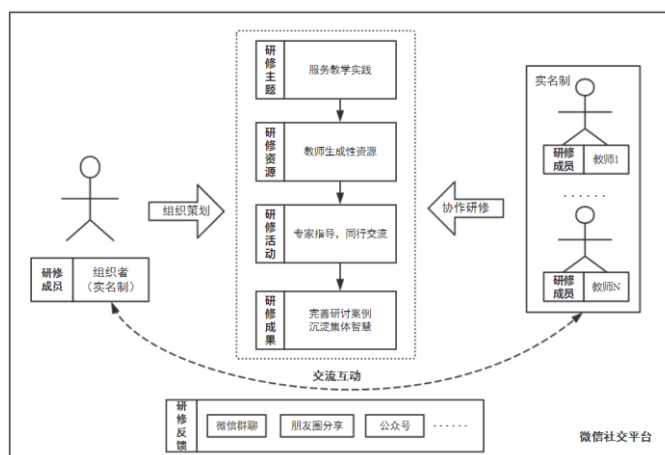 研修主题
服务教学实践
研修资源
教师生成性资源
研修活动
专家指导，同行交流
研修成果
完善研讨案例
沉淀集体智慧
组织策划
协作研修
研修
成员
组织者
（实名制）
实名制
研修
成员
教师1
······
研修
成员
教师N
交流互动
研修反馈
微信群聊
朋友圈分享
公众号
······
微信社交平台